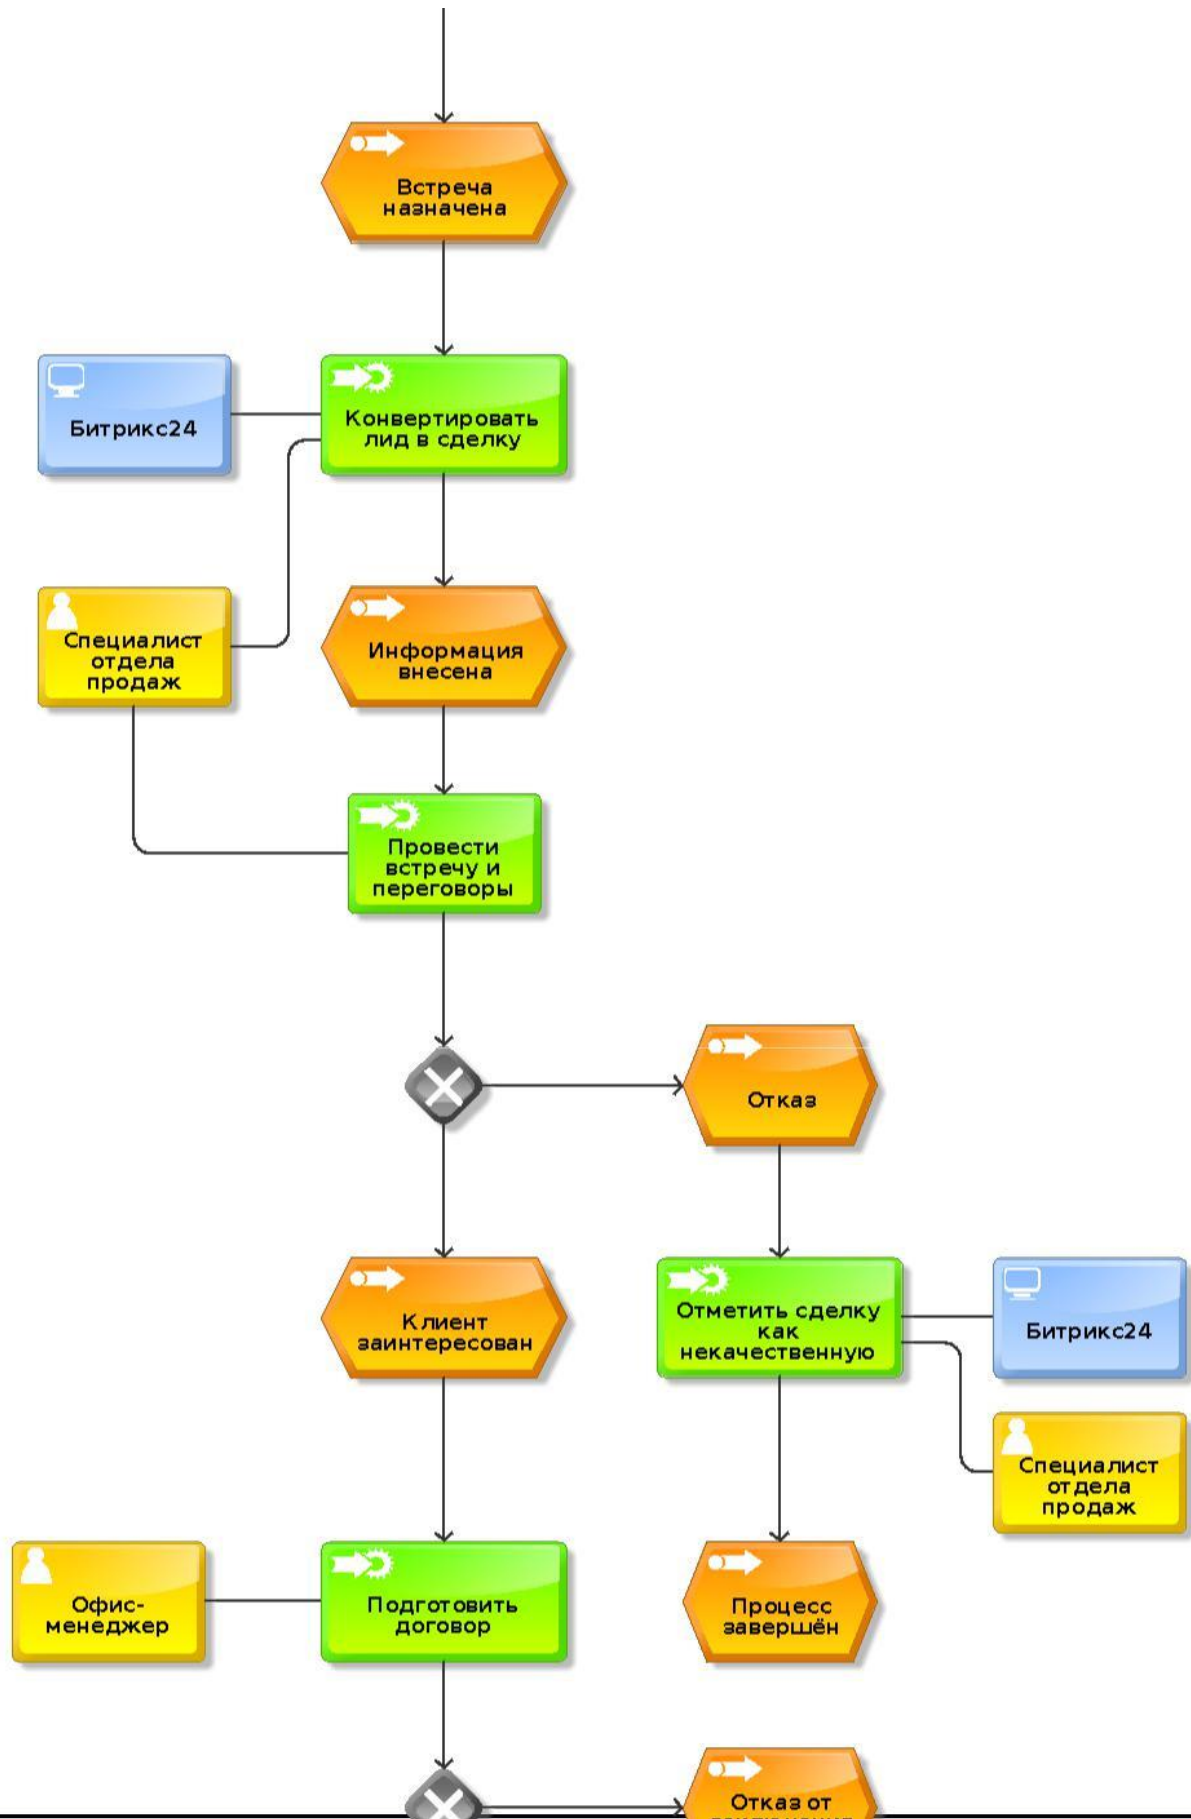 Встреча
назначена
Битрикс24
Конвертировать
лид в сделку
Специалист
отдела
продаж
Информация
внесена
Провести
встречу и
переговоры
Отказ
Клиент
заинтересован
Отметить сделку
как
некачественную
Битрикс24
Специалист
отдела
продаж
Офис-
менеджер
Подготовить
договор
Процесс
завершён
Отказ от